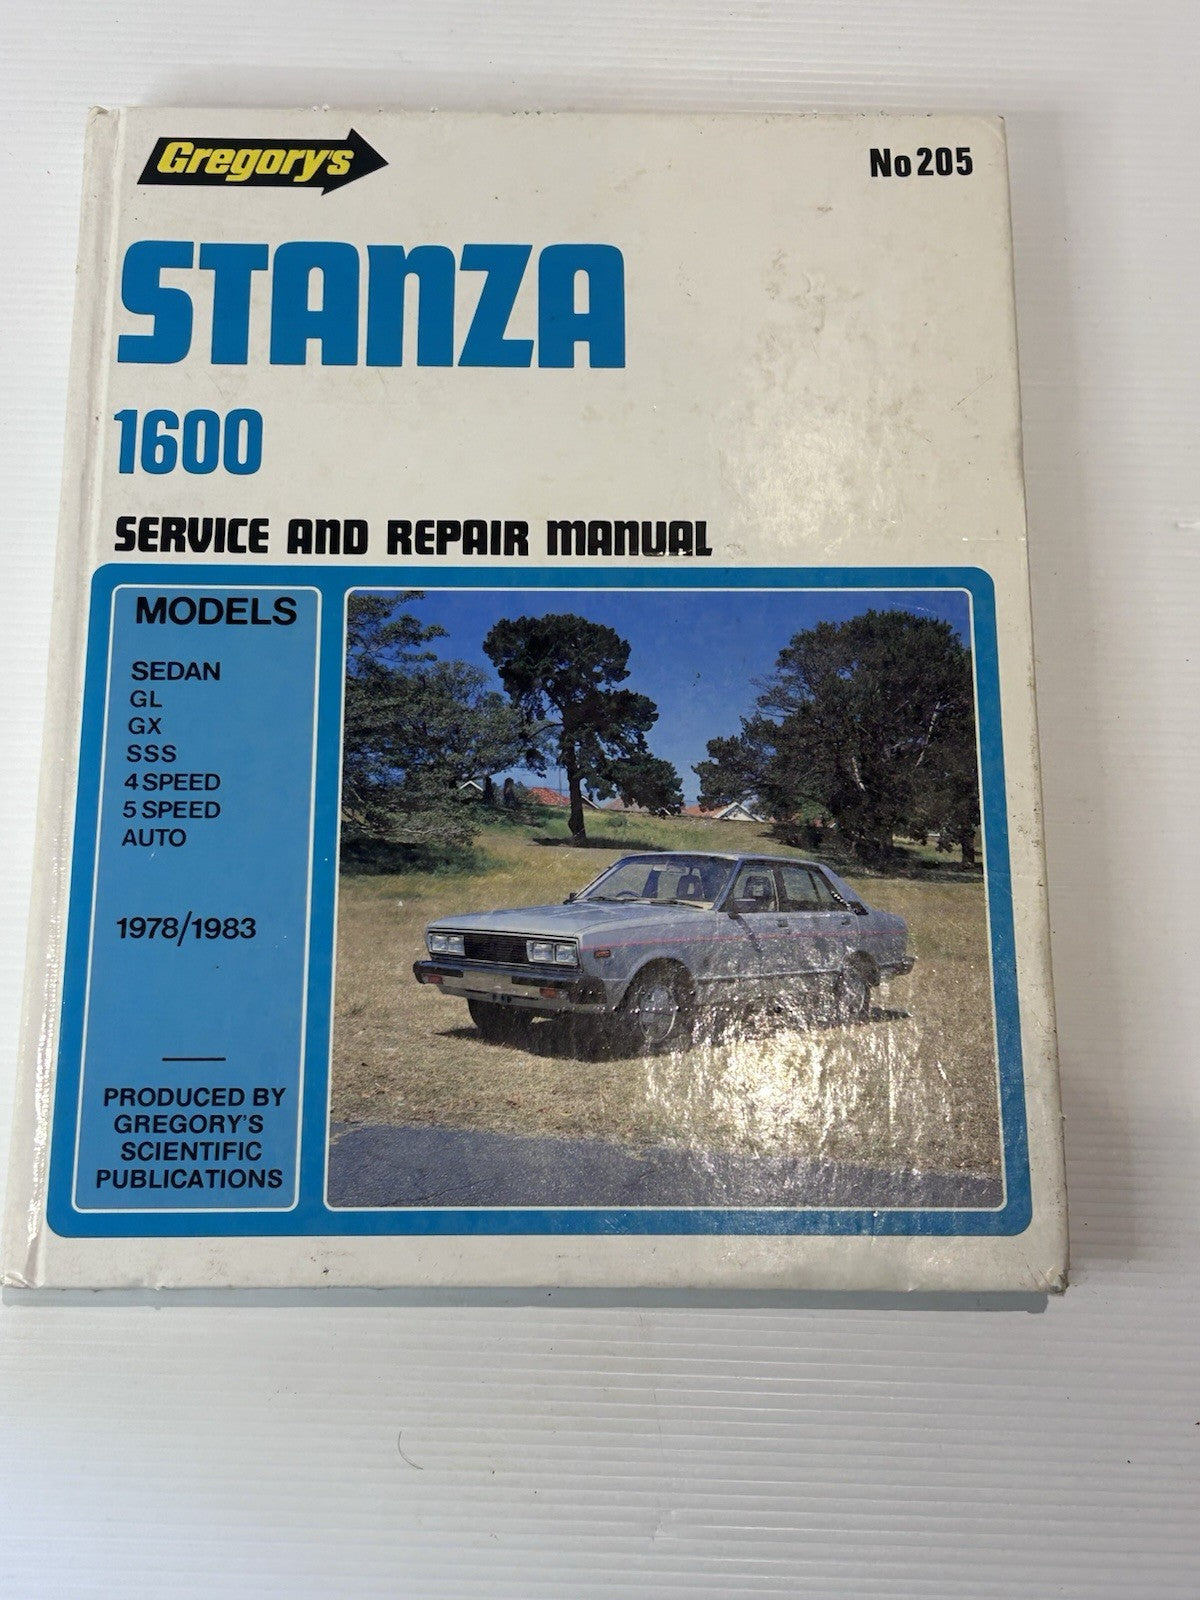 Gregory's
No 205
STANZA
1600
SERVICE AND REPAIR MANUAL
MODELS
SEDAN
GL
GX
SSS
4 SPEED
5 SPEED
AUTO
1978/1983
PRODUCED BY
GREGORY'S
SCIENTIFIC
PUBLICATIONS